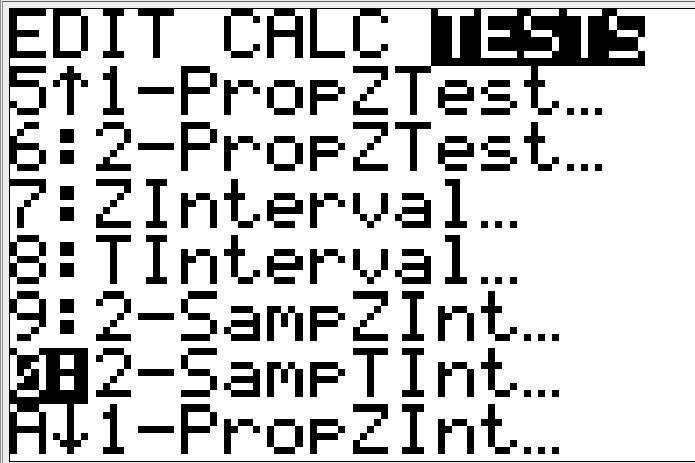 EDIT CALC TESTS
5↑1-PropZTest…
6:2-PropZTest…
7:ZInterval…
8:TInterval…
9:2-SampZInt…
0:2-SampTInt…
A↓1-PropZInt…